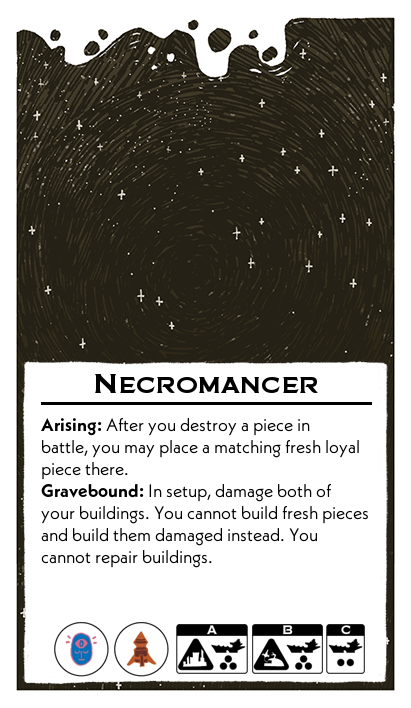 NECROMANCER
Arising: After you destroy a piece in
battle, you may place a matching fresh loyal
piece there.
Gravebound: In setup, damage both of
your buildings. You cannot build fresh pieces
and build them damaged instead. You
cannot repair buildings.
A B C